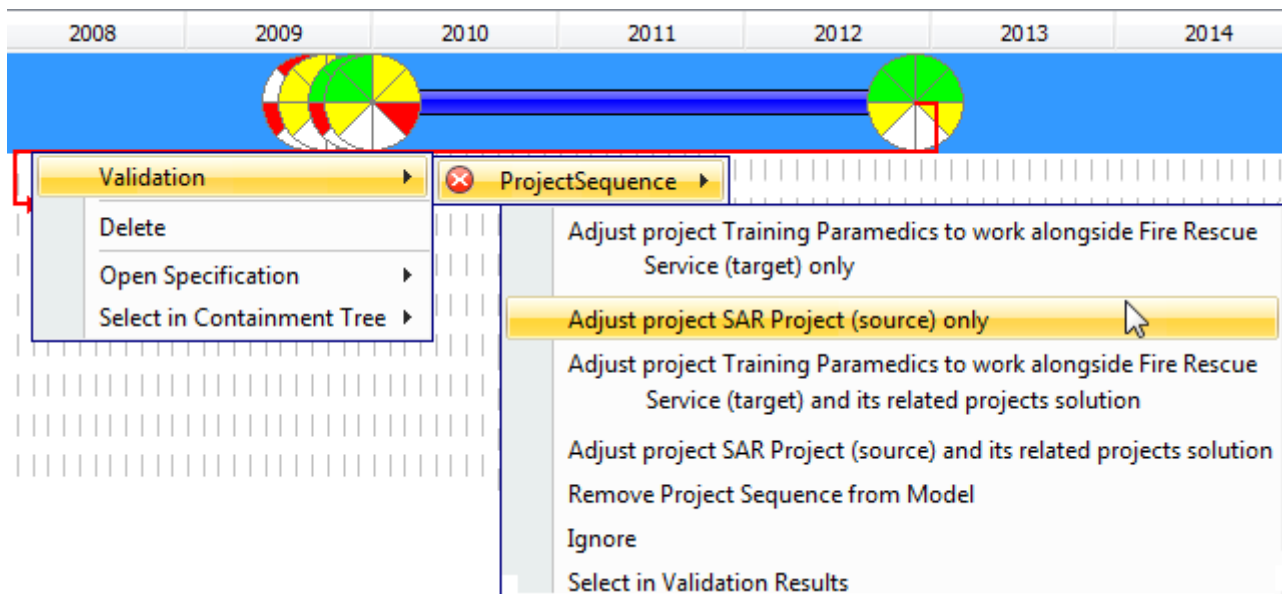 2008 2009 2010 2011 2012 2013 2014
Validation
ProjectSequence
Delete
Open Specification
Select in Containment Tree
Adjust project Training Paramedics to work alongside Fire Rescue
Service (target) only
Adjust project SAR Project (source) only
Adjust project Training Paramedics to work alongside Fire Rescue
Service (target) and its related projects solution
Adjust project SAR Project (source) and its related projects solution
Remove Project Sequence from Model
Ignore
Select in Validation Results